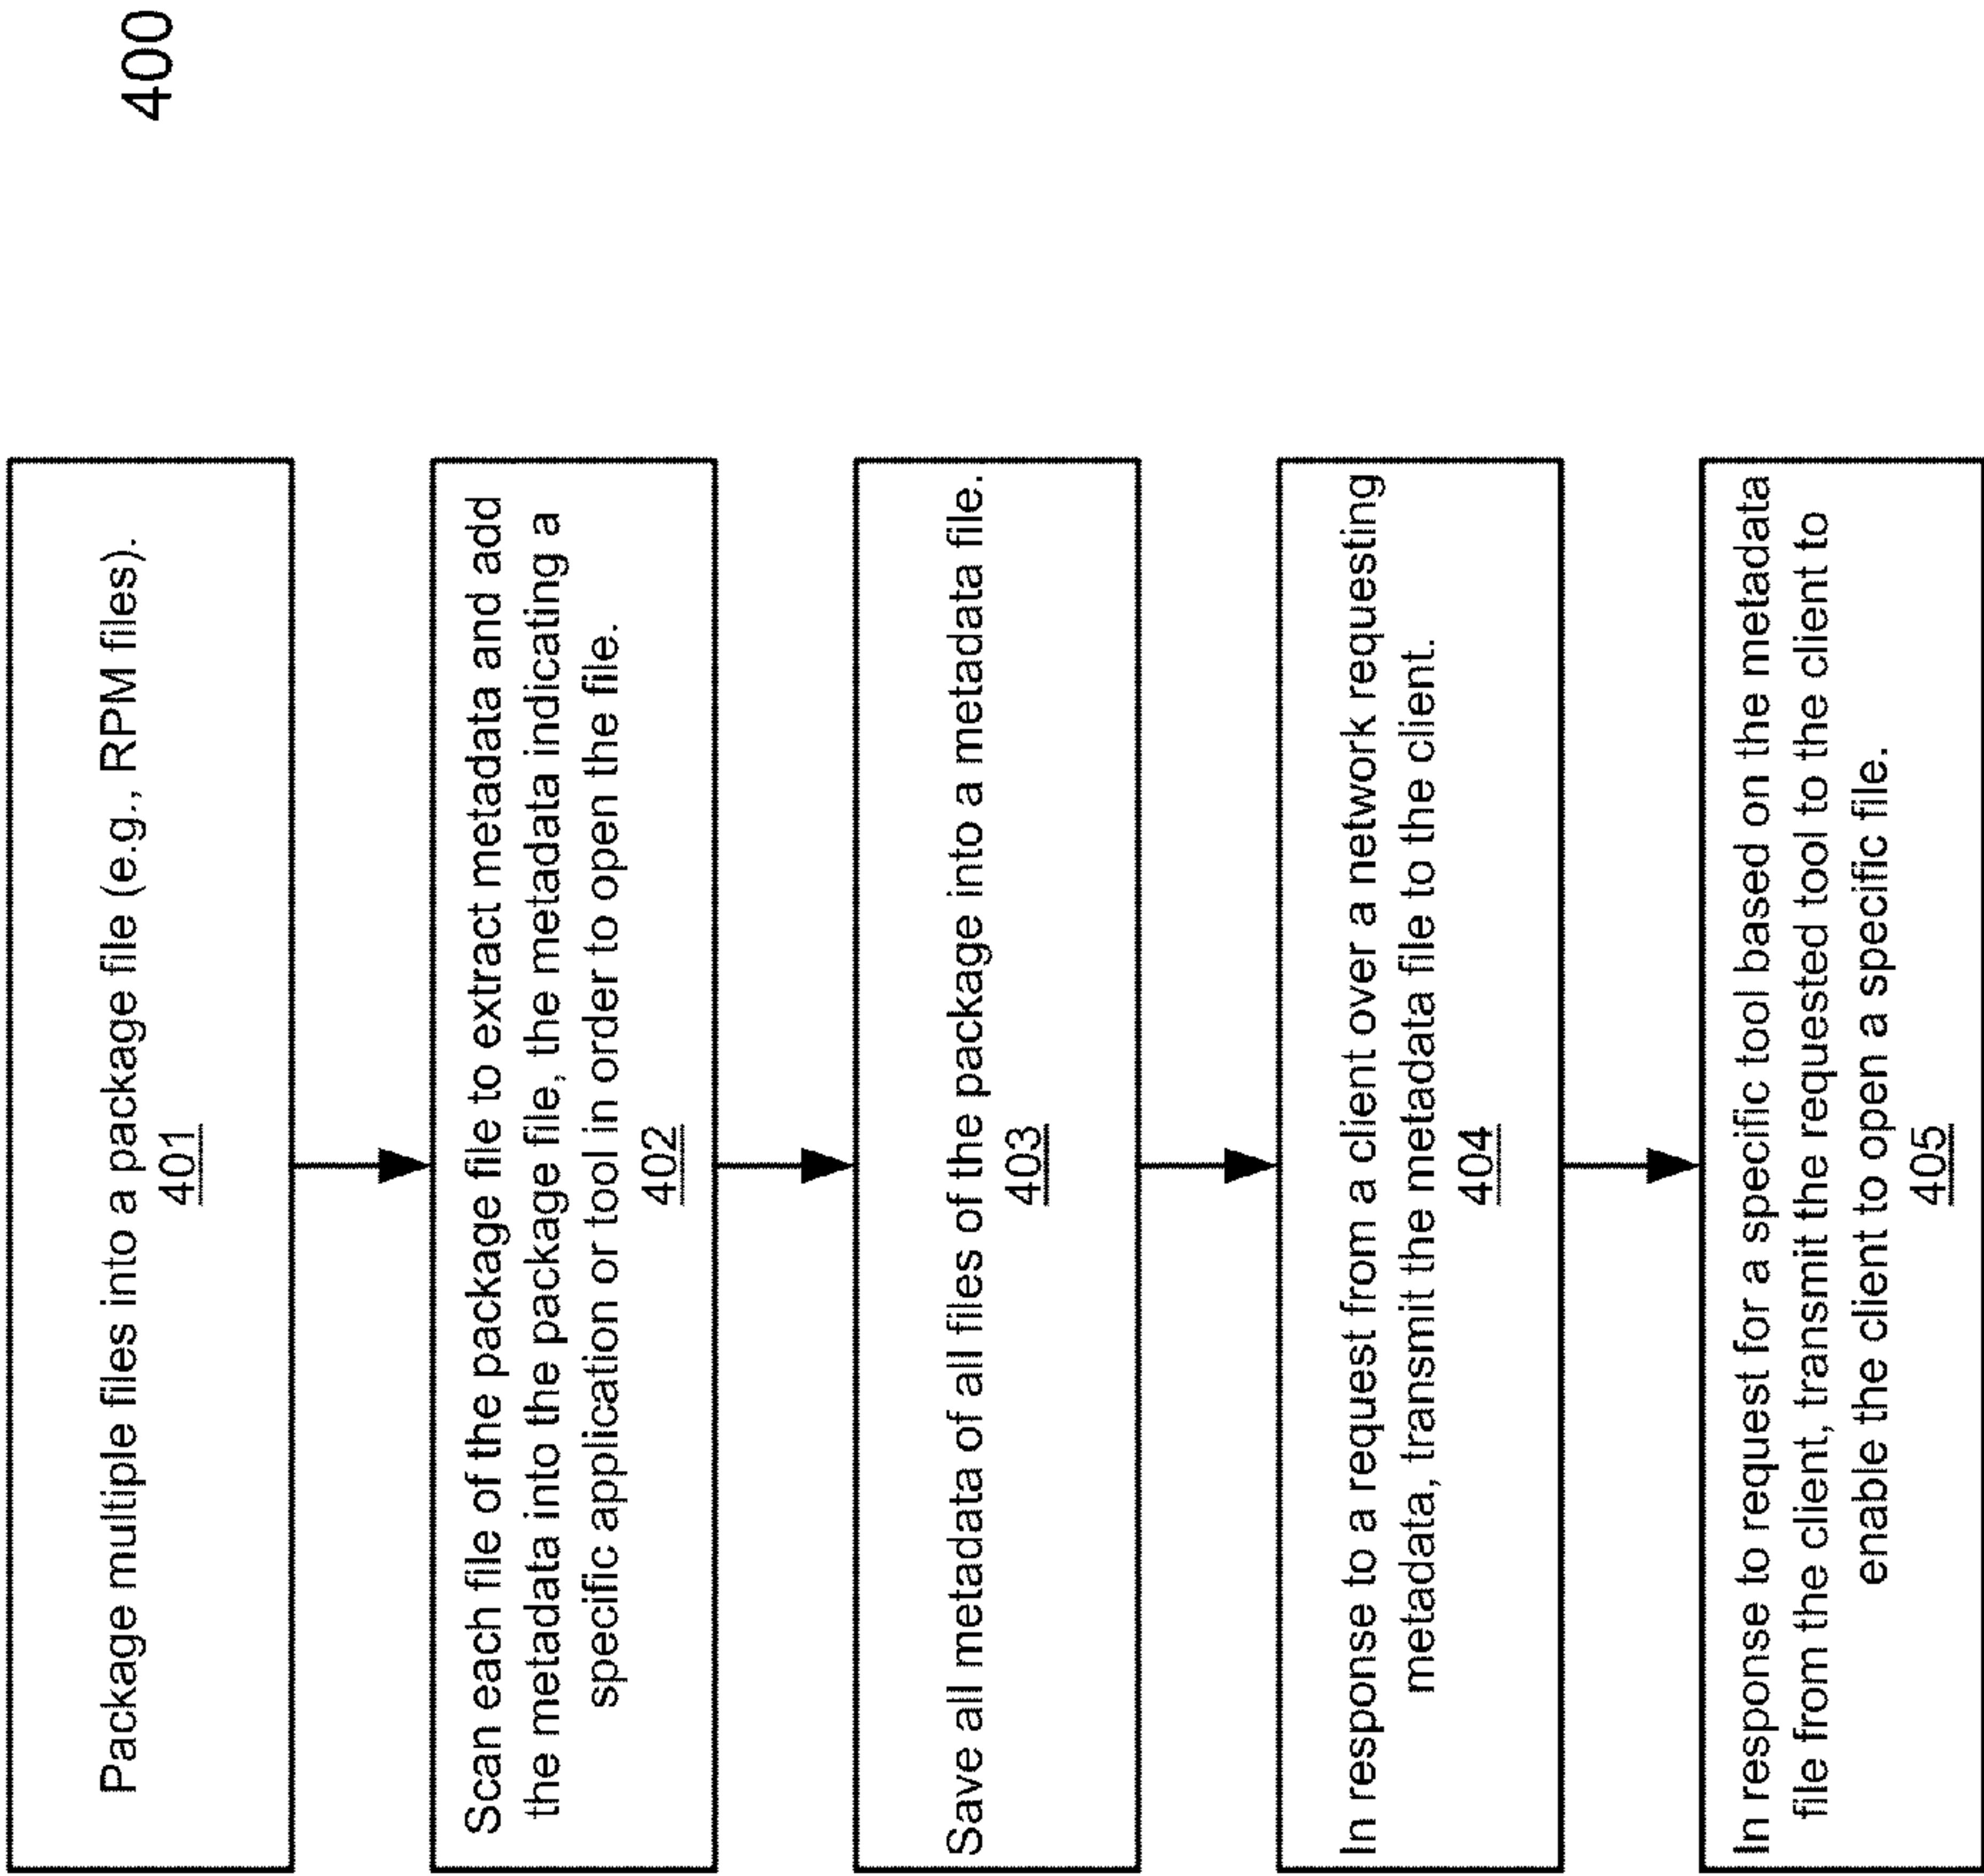 400
Package multiple files into a package file (e.g., RPM files).
401
Scan each file of the package file to extract metadata and add
the metadata into the package file, the metadata indicating a
specific application or tool in order to open the file.
402
Save all metadata of all files of the package into a metadata file.
403
In response to a request from a client over a network requesting
metadata, transmit the metadata file to the client.
404
In response to request for a specific tool based on the metadata
file from the client, transmit the requested tool to the client to
enable the client to open a specific file.
405